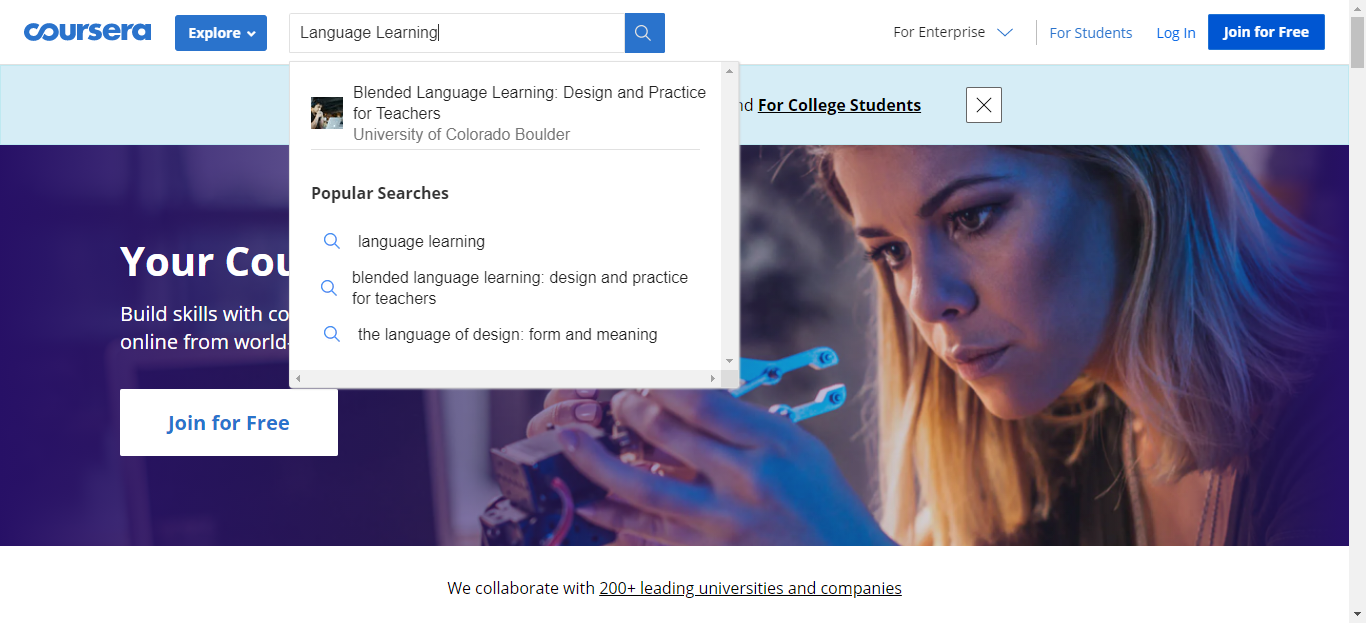 coursera
Explore
Language Learning
For Enterprise
For Students
Log In
Join for Free
Blended Language Learning: Design and Practice
for Teachers
University of Colorado Boulder
For College Students
Popular Searches
language learning
blended language learning: design and practice
for teachers
the language of design: form and meaning
Your Cou
Build skills with co
online from world-
Join for Free
We collaborate with 200+ leading universities and companies